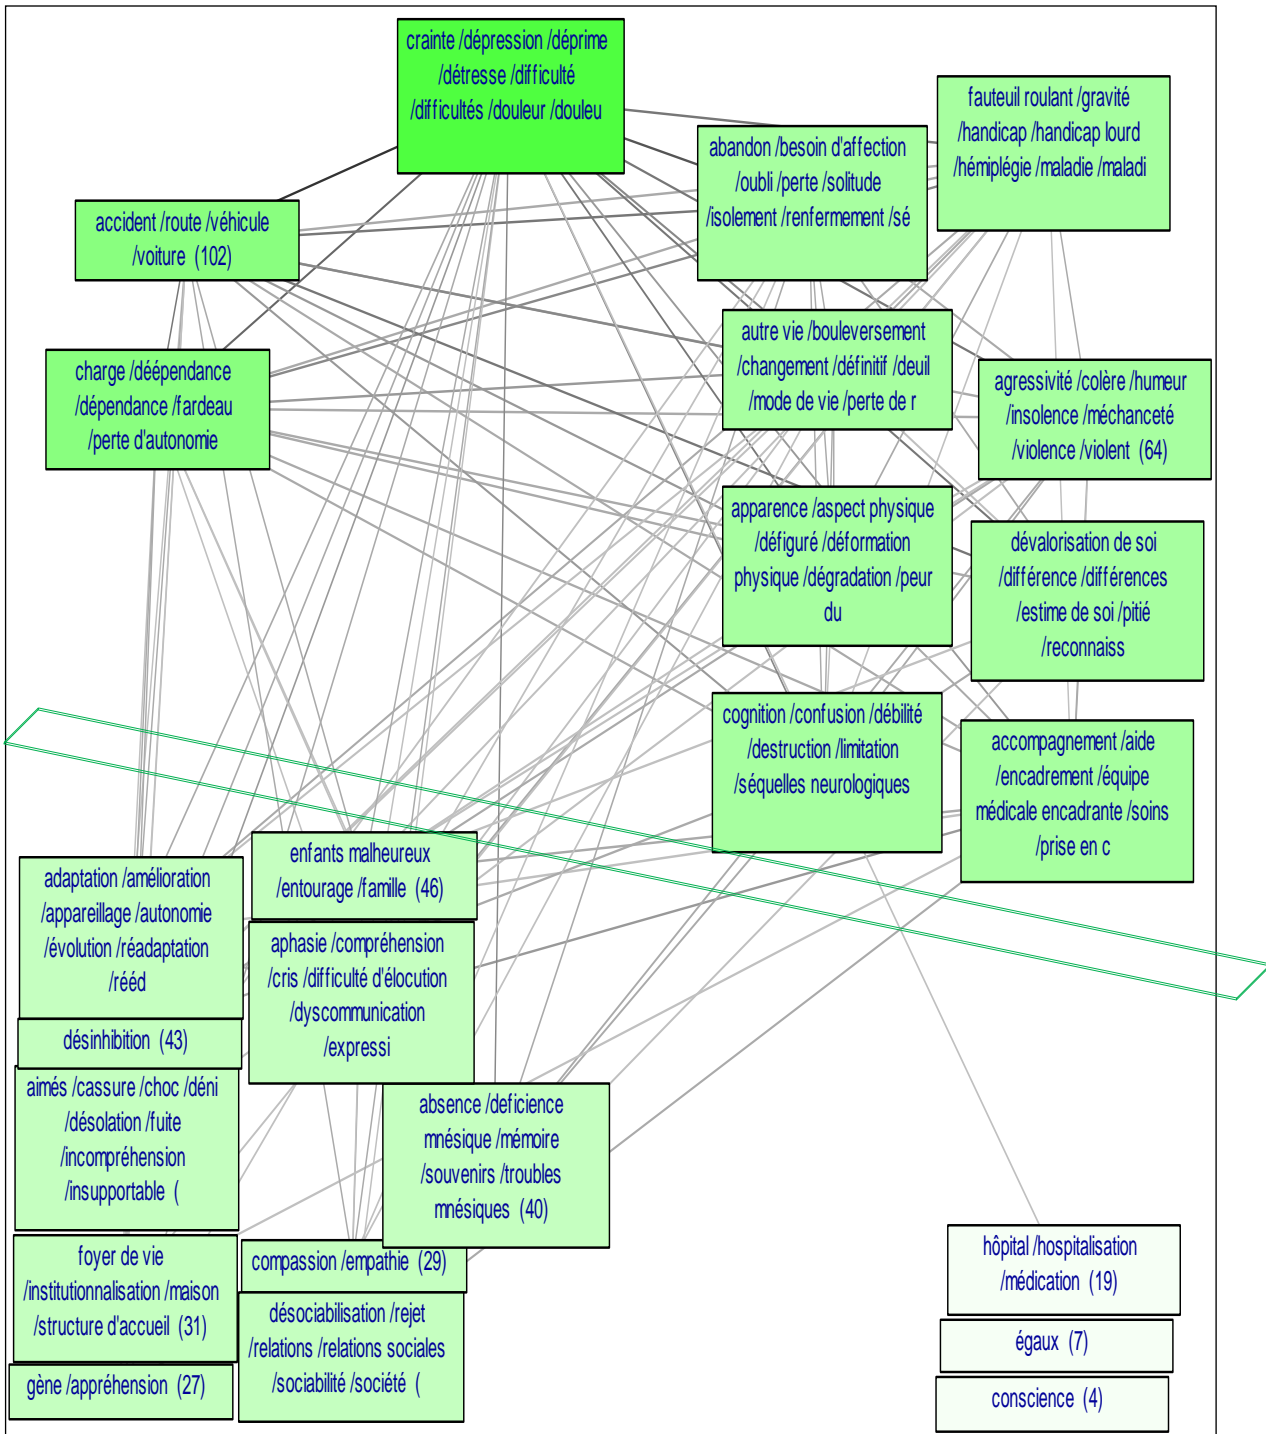 crainte /dépression /déprime
/détresse /difficulté
/difficultés /douleur /douleu
fauteuil roulant /gravité
/handicap /handicap lourd
/hémiplégie /maladie /maladi
abandon /besoin d'affection
/oubli /perte /solitude
/isolement /renfermement /sé
accident /route /véhicule
/voiture (102)
autre vie /bouleversement
/changement /définitif /deuil
/mode de vie /perte de r
charge /déépendance
/dépendance /fardeau
/perte d'autonomie
agressivité /colère /humeur
/insolence /méchanceté
/violence /violent (64)
apparence /aspect physique
/défiguré /déformation
physique /dégradation /peur
du
dévalorisation de soi
/différence /différences
/estime de soi /pitié
/reconnaiss
cognition /confusion /débilité
/destruction /limitation
/séquelles neurologiques
accompagnement /aide
/encadrement /équipe
médicale encadrante /soins
/prise en c
enfants malheureux
/entourage /famille (46)
adaptation /amélioration
/appareillage /autonomie
/évolution /réadaptation
/rééd
aphasie /compréhension
/cris /difficulté d'élocution
/dyscommunication
/expressi
désinhibition (43)
aimés /cassure /choc /déni
/désolation /fuite
/incompréhension
/insupportable (
absence /deficience
mnésique /mémoire
/souvenirs /troubles
mnésiques (40)
foyer de vie
/institutionnalisation /maison
/structure d'accueil (31)
compassion /empathie (29)
désociabilisation /rejet
/relations /relations sociales
/sociabilité /société (
gène /appréhension (27)
hôpital /hospitalisation
/médication (19)
égaux (7)
conscience (4)